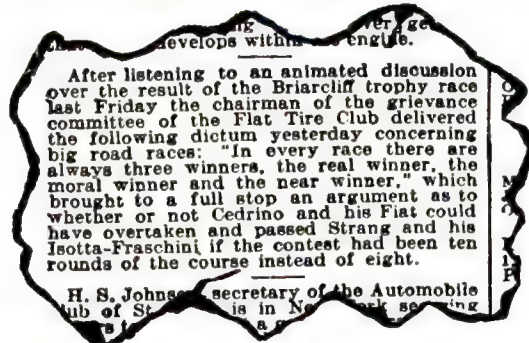 develops within the engine.
After listening to an animated discussion
over the result of the Briarcliff trophy race
last Friday the chairman of the grievance
committee of the Flat Tire Club delivered
the following dictum yesterday concerning
big road races: "In every race there are
always three winners, the real winner, the
moral winner and the near winner," which
brought to a full stop an argument as to
whether or not Cedrino and his Fiat could
have overtaken and passed Strang and his
Isotta-Fraschini if the contest had been ten
rounds of the course instead of eight.
H. S. Johnson, secretary of the Automobile
is in